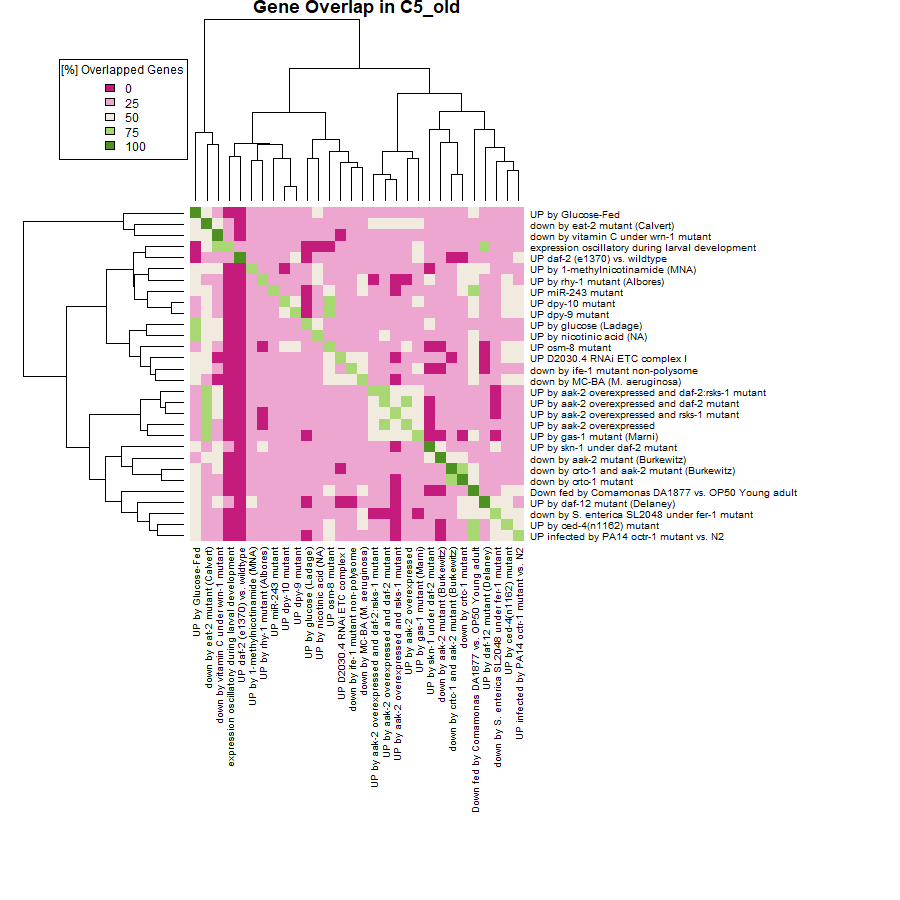 Gene Overlap in C5_old
[%] Overlapped Genes
0
25
50
75
100
UP by Glucose-Fed
down by eat-2 mutant (Calvert)
down by vitamin C under wrn-1 mutant
expression oscillatory during larval development
UP daf-2 (e1370) vs. wildtype
UP by 1-methylnicotinamide (MNA)
UP by rhy-1 mutant (Albores)
UP miR-243 mutant
UP dpy-10 mutant
UP dpy-9 mutant
UP by glucose (Ladage)
UP by nicotinic acid (NA)
UP osm-8 mutant
UP D2030.4 RNAi ETC complex I
down by ife-1 mutant non-polysome
down by MC-BA (M. aeruginosa)
UP by aak-2 overexpressed and daf-2:rsks-1 mutant
UP by aak-2 overexpressed and daf-2 mutant
UP by aak-2 overexpressed and rsks-1 mutant
UP by aak-2 overexpressed
UP by gas-1 mutant (Marni)
UP by skn-1 under daf-2 mutant
down by aak-2 mutant (Burkewitz)
down by crto-1 and aak-2 mutant (Burkewitz)
down by crto-1 mutant
Down fed by Comamonas DA1877 vs. OP50 Young adult
UP by daf-12 mutant (Delaney)
down by S. enterica SL2048 under fer-1 mutant
UP by ced-4(n1162) mutant
UP infected by PA14 octr-1 mutant vs. N2
UP by Glucose-Fed
down by eat-2 mutant (Calvert)
down by vitamin C under wrn-1 mutant
expression oscillatory during larval development
UP daf-2 (e1370) vs. wildtype
UP by 1-methylnicotinamide (MNA)
UP by rhy-1 mutant (Albores)
UP miR-243 mutant
UP dpy-10 mutant
UP dpy-9 mutant
UP by glucose (Ladage)
UP by nicotinic acid (NA)
UP osm-8 mutant
UP D2030.4 RNAi ETC complex I
down by ife-1 mutant non-polysome
down by MC-BA (M. aeruginosa)
UP by aak-2 overexpressed and daf-2:rsks-1 mutant
UP by aak-2 overexpressed and daf-2 mutant
UP by aak-2 overexpressed and rsks-1 mutant
UP by aak-2 overexpressed
UP by gas-1 mutant (Marni)
UP by skn-1 under daf-2 mutant
down by aak-2 mutant (Burkewitz)
down by crtc-1 and aak-2 mutant (Burkewitz)
down by crto-1 mutant
Down fed by Comamonas DA1877 vs. OP50 Young adult
UP by daf-12 mutant (Delaney)
down by S. enterica SL2048 under fer-1 mutant
UP by ced-4(n1162) mutant
UP infected by PA14 octr-1 mutant vs. N2